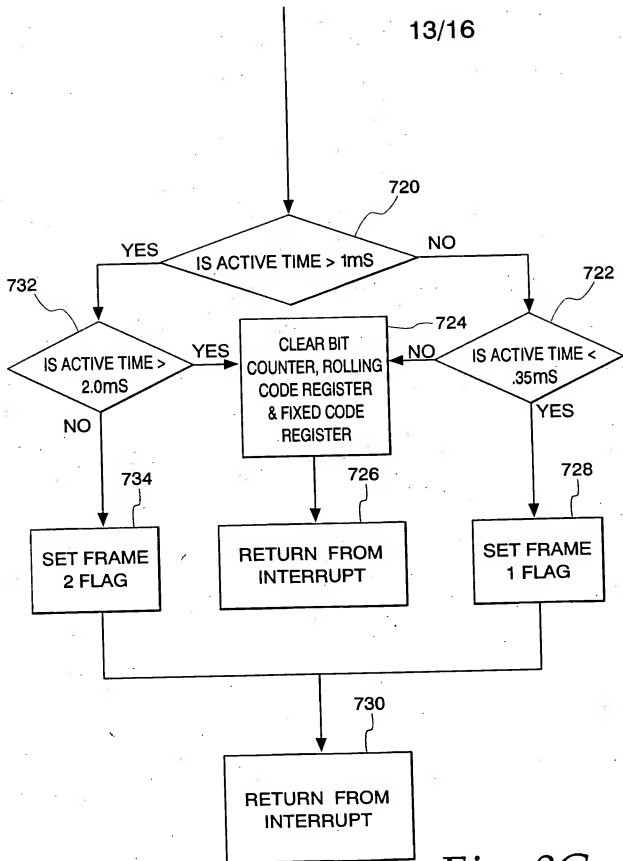 13/16
720
YES
IS ACTIVE TIME > 1mS
NO
732
722
724
IS ACTIVE TIME >
2.0mS
YES
CLEAR BIT
COUNTER, ROLLING
CODE REGISTER
& FIXED CODE
REGISTER
NO
IS ACTIVE TIME <
.35mS
NO
YES
734
726
728
SET FRAME
2 FLAG
RETURN FROM
INTERRUPT
SET FRAME
1 FLAG
730
RETURN FROM
INTERRUPT